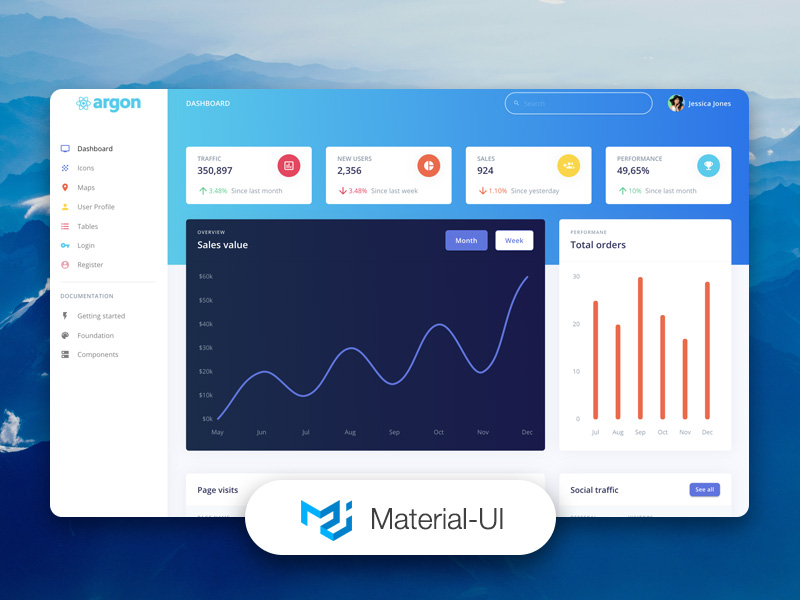 argon
DASHBOARD
Search
Jessica Jones
Dashboard
Icons
Maps
User Profile
Tables
Login
Register
DOCUMENTATION
Getting started
Foundation
Components
TRAFFIC
350,897
3.48% Since last month
NEW USERS
2,356
3.48% Since last week
SALES
924
1.10% Since yesterday
PERFORMANCE
49,65%
10% Since last month
OVERVIEW
Sales value
Month
Week
$60k
$50k
$40k
$30k
$20k
$10k
$0k
May Jun Jul Aug Sep Oct Nov Dec
PERFORMANE
Total orders
30
20
10
0
Jul Aug Sep Oct Nov Dec
Page visits
Social traffic
See all
Material-UI